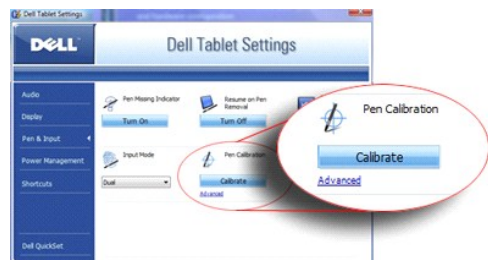 Dell Tablet Settings
DELL
Dell Tablet Settings
Audio
Display
Pen & Input
Power Management
Shortcuts
Dell QuickSet
Pen Missing Indicator
Turn On
Resume on Pen Removal
Turn Off
Input Mode
Dual
Pen Calibration
Calibrate
Advanced
Pen Calibration
Calibrate
Advanced